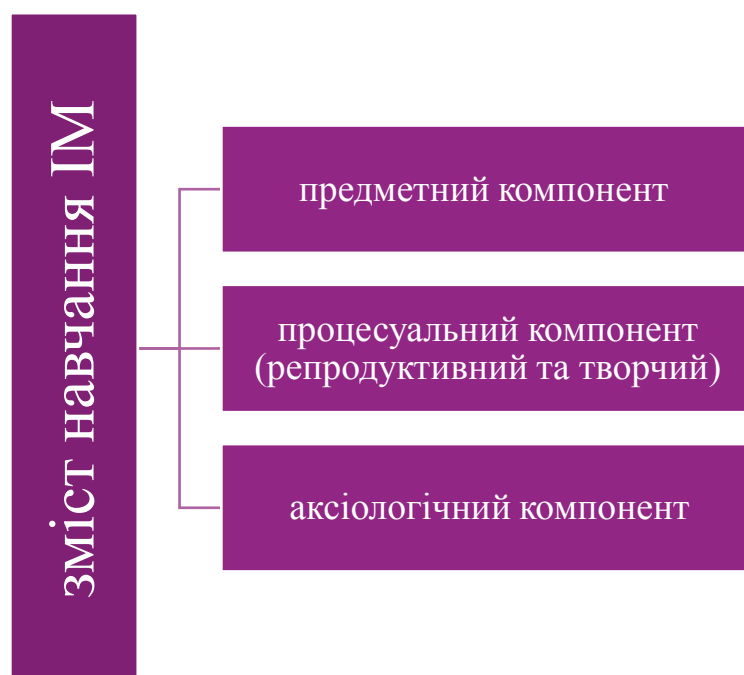 зміст навчання ІМ
предметний компонент
процесуальний компонент
(репродуктивний та творчий)
аксіологічний компонент